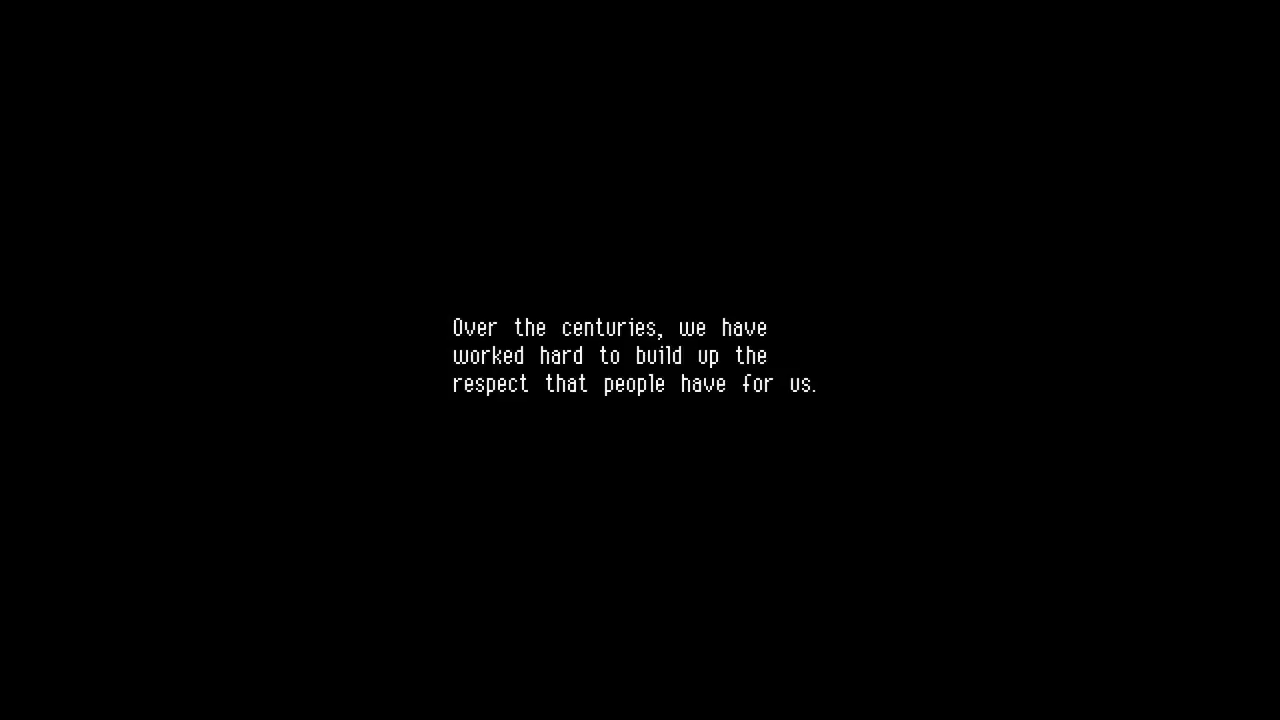 Over the centuries, we have
worked hard to build up the
respect that people have for us.